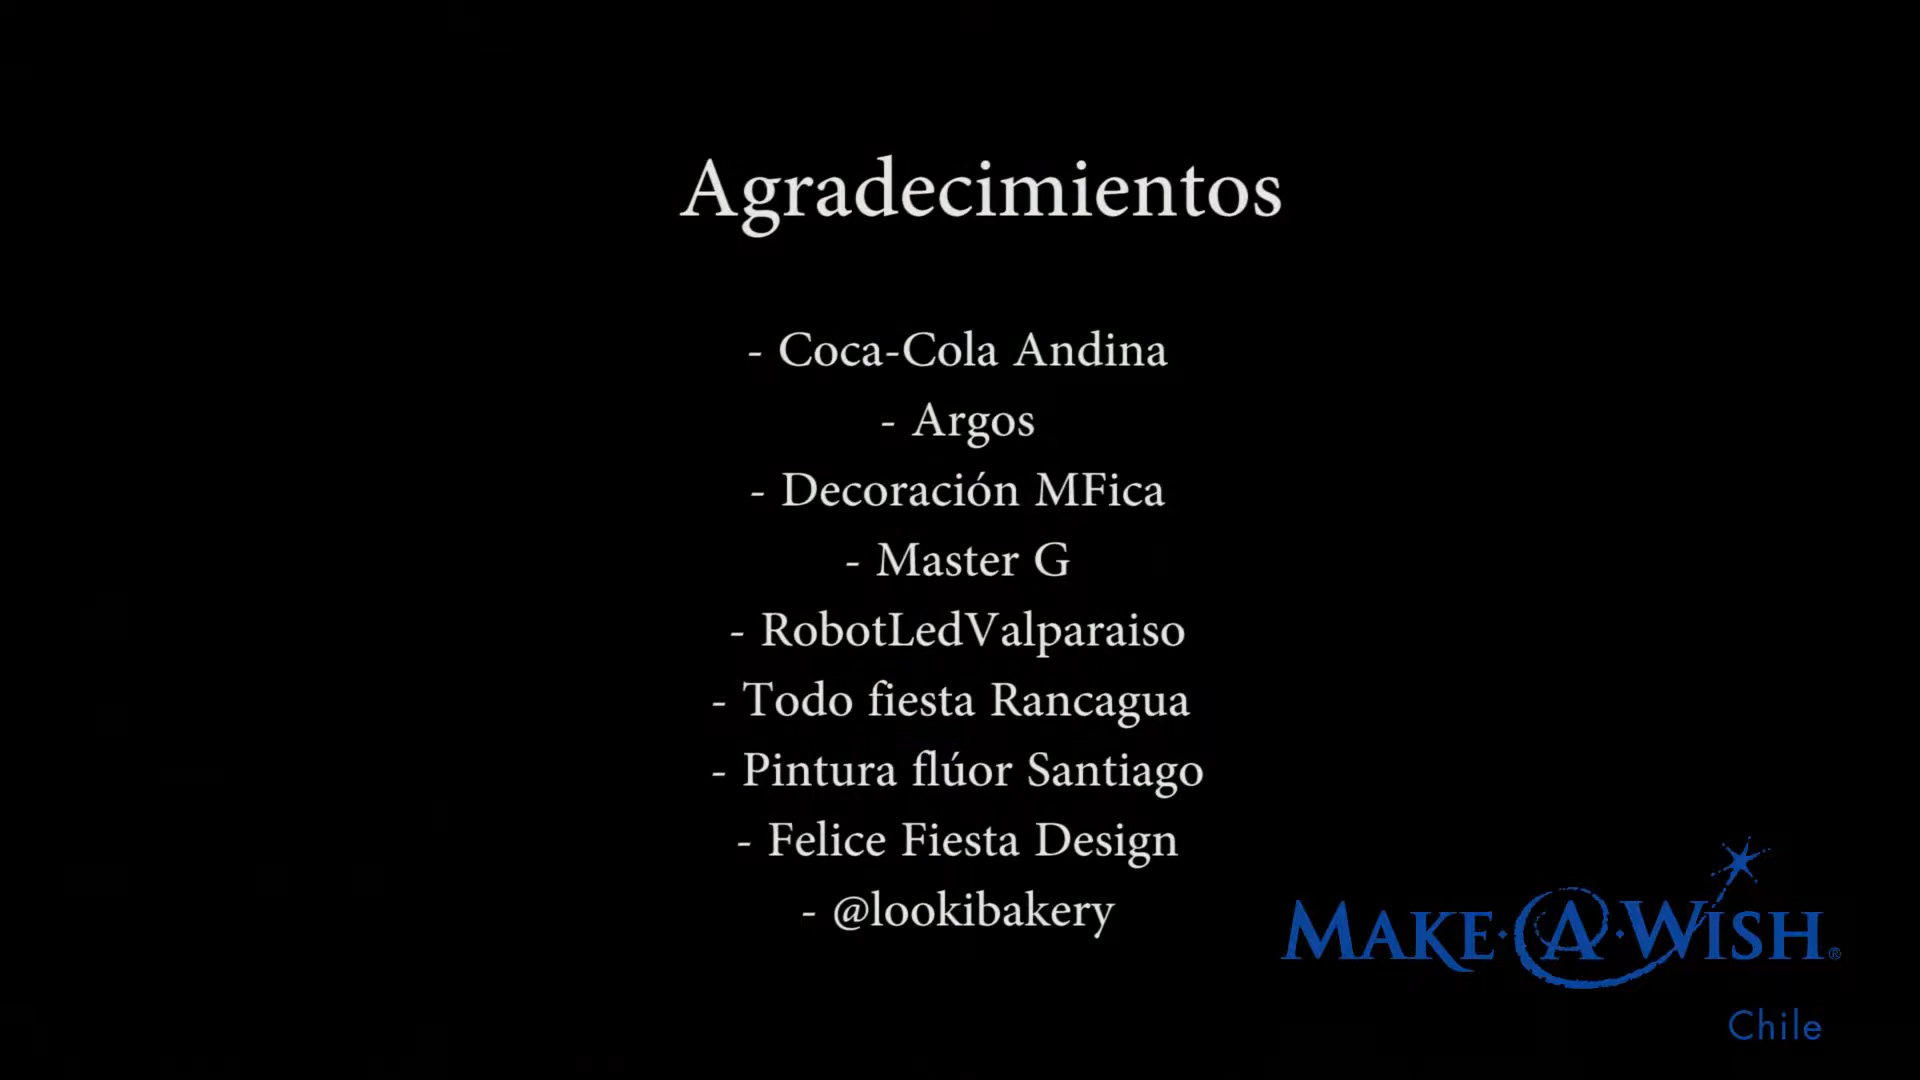 Agradecimientos
- Coca-Cola Andina
- Argos
- Decoración MFica
- Master G
- RobotLedValparaiso
- Todo fiesta Rancagua
- Pintura flúor Santiago
- Felice Fiesta Design
- @lookibakery
MAKE·A·WISH®
Chile